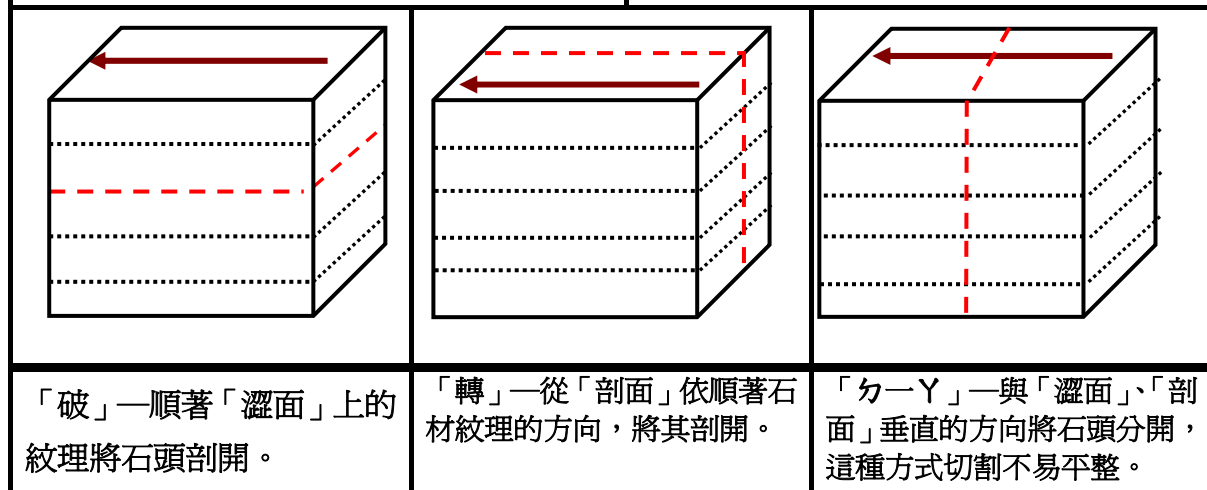 「破」—順著「澀面」上的
紋理將石頭剖開。
「轉」—從「剖面」依順著石
材紋理的方向，將其剖開。
「ㄉㄧㄚ」—與「澀面」、「剖
面」垂直的方向將石頭分開，
這種方式切割不易平整。